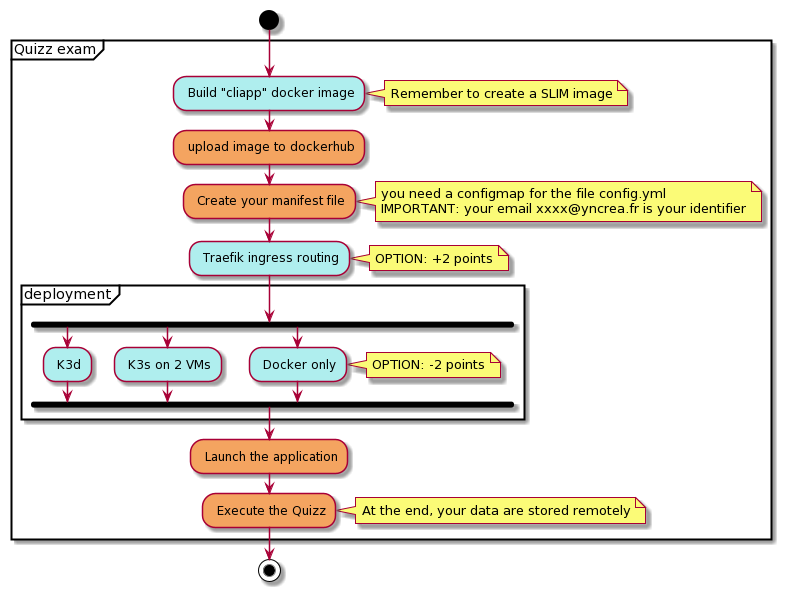 Quizz exam
Build "cliapp" docker image
Remember to create a SLIM image
upload image to dockerhub
Create your manifest file
you need a configmap for the file config.yml
IMPORTANT: your email xxxx@yncrea.fr is your identifier
Traefik ingress routing
OPTION: +2 points
deployment
K3d
K3s on 2 VMs
Docker only
OPTION: -2 points
Launch the application
Execute the Quizz
At the end, your data are stored remotely